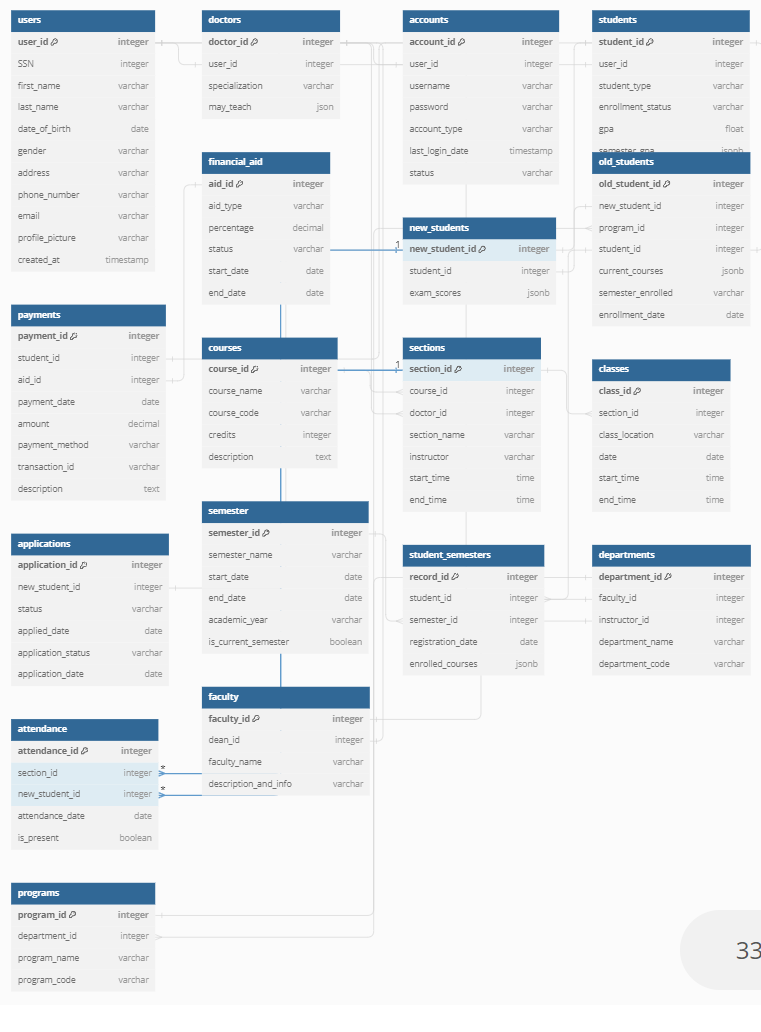 users
user_id integer
SSN integer
first_name varchar
last_name varchar
date_of_birth date
gender varchar
address varchar
phone_number varchar
email varchar
profile_picture varchar
created_at timestamp
payments
payment_id integer
student_id integer
aid_id integer
payment_date date
amount decimal
payment_method varchar
transaction_id varchar
description text
applications
application_id integer
new_student_id integer
status varchar
applied_date date
application_status varchar
application_date date
attendance
attendance_id integer
section_id integer *
new_student_id integer *
attendance_date date
is_present boolean
programs
program_id integer
department_id integer
program_name varchar
program_code varchar
doctors
doctor_id integer
user_id integer
specialization varchar
may_teach json
financial_aid
aid_id integer
aid_type varchar
percentage decimal
status varchar
start_date date
end_date date
courses
course_id integer
course_name varchar
course_code varchar
credits integer
description text
semester
semester_id integer
semester_name varchar
start_date date
end_date date
academic_year varchar
is_current_semester boolean
faculty
faculty_id integer
dean_id integer
faculty_name varchar
description_and_info varchar
accounts
account_id integer
user_id integer
username varchar
password varchar
account_type varchar
last_login_date timestamp
status varchar
new_students
1 new_student_id integer
student_id integer
exam_scores jsonb
sections
1 section_id integer
course_id integer
doctor_id integer
section_name varchar
instructor varchar
start_time time
end_time time
student_semesters
record_id integer
student_id integer
semester_id integer
registration_date date
enrolled_courses jsonb
students
student_id integer
user_id integer
student_type varchar
enrollment_status varchar
gpa float
semester_gpa jsonb
old_students
old_student_id integer
new_student_id integer
program_id integer
student_id integer
current_courses jsonb
semester_enrolled varchar
enrollment_date date
classes
class_id integer
section_id integer
class_location varchar
date date
start_time time
end_time time
departments
department_id integer
faculty_id integer
instructor_id integer
department_name varchar
department_code varchar
33